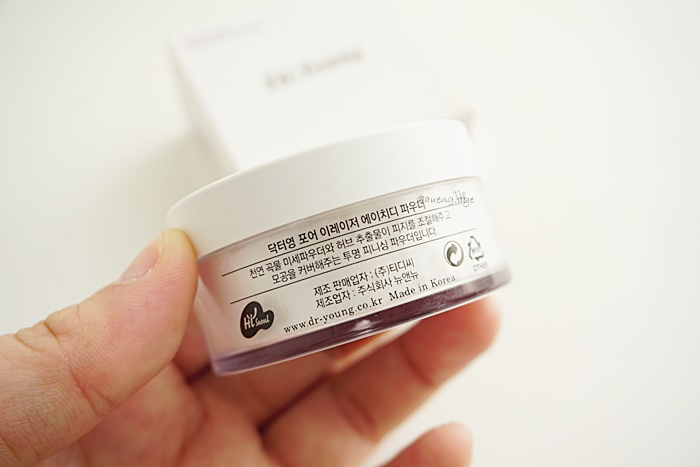 Dr. Young
닥터영 포어 이레이저 에이치디 파우더
천연 곡물 미세파우더와 허브 추출물이 피지를 조절해주고
모공을 커버해주는 투명 피니싱 파우더입니다.
제조 판매업자 : (주)티디씨
제조업자 : 주식회사 뉴앤뉴
www.dr-young.co.kr Made in Korea
Hi Seoul
OTHER